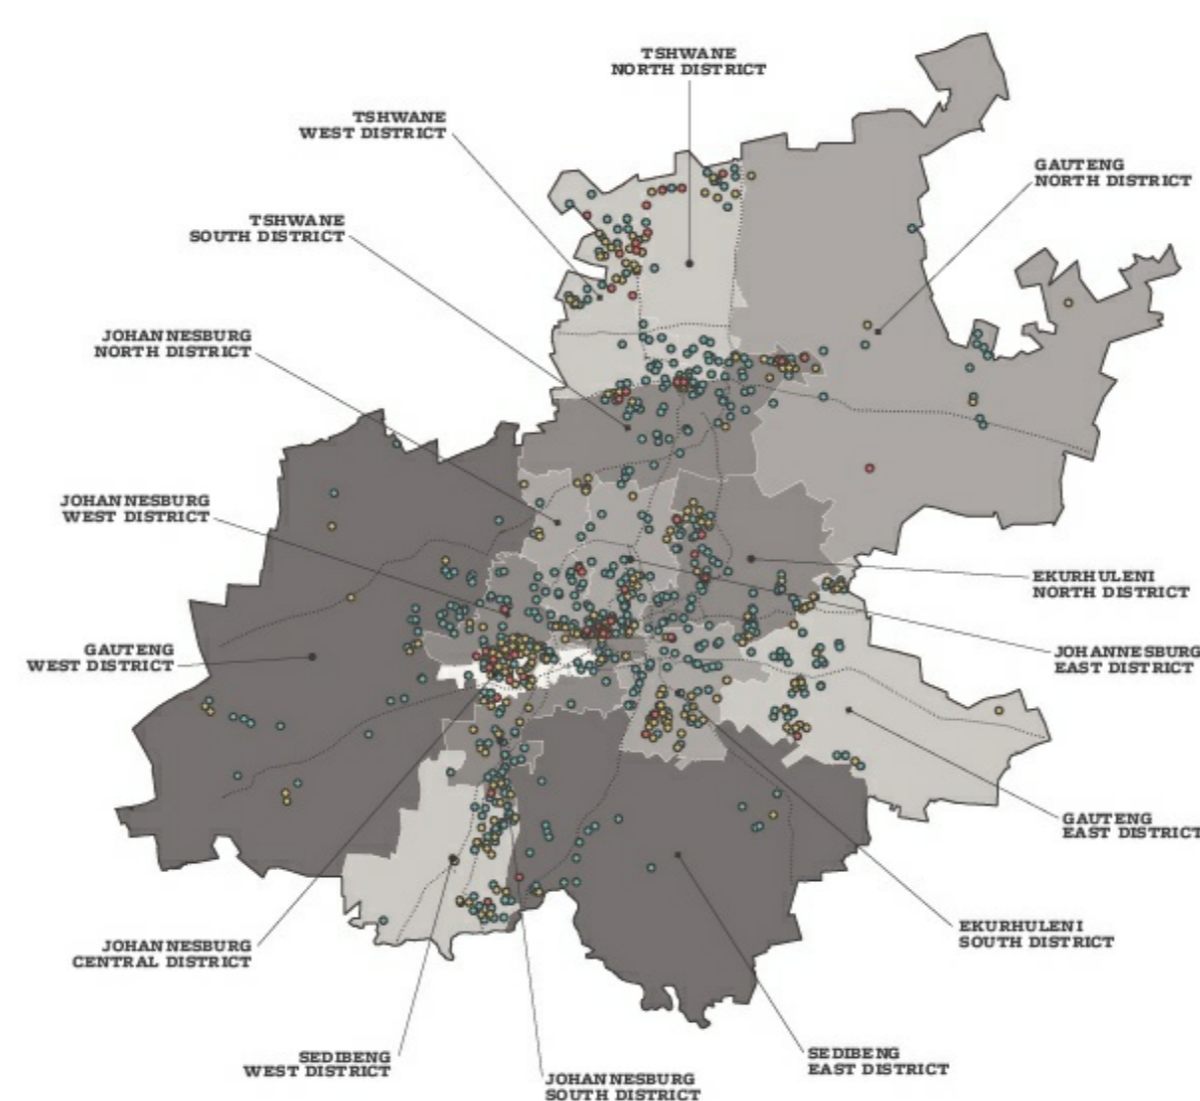 TSHWANE
NORTH DISTRICT
TSHWANE
WEST DISTRICT
GAUTENG
NORTH DISTRICT
TSHWANE
SOUTH DISTRICT
JOHANNESBURG
NORTH DISTRICT
JOHANNESBURG
WEST DISTRICT
EKURHULENI
NORTH DISTRICT
GAUTENG
WEST DISTRICT
JOHANNESBURG
EAST DISTRICT
GAUTENG
EAST DISTRICT
EKURHULENI
SOUTH DISTRICT
JOHANNESBURG
CENTRAL DISTRICT
SEDIBENG
WEST DISTRICT
SEDIBENG
EAST DISTRICT
JOHANNESBURG
SOUTH DISTRICT